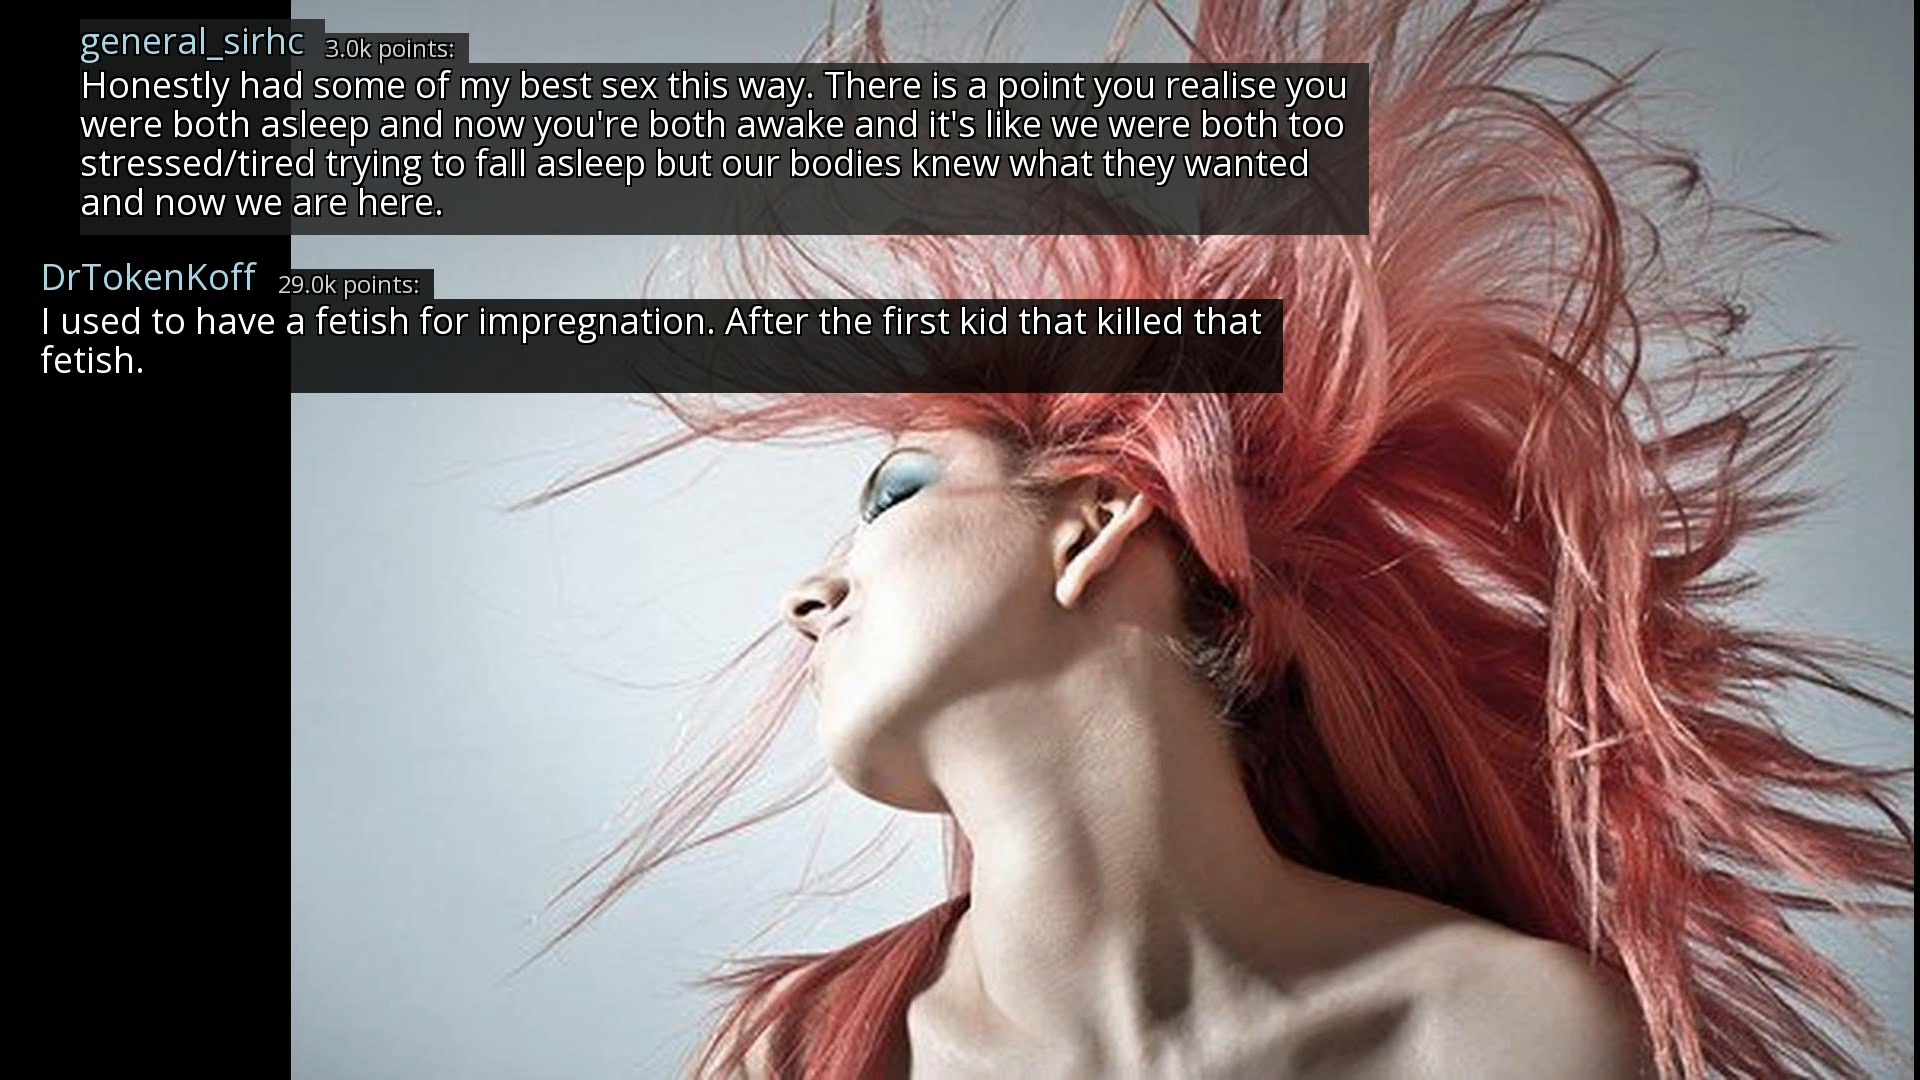 general_sirhc 3.0k points:
Honestly had some of my best sex this way. There is a point you realise you
were both asleep and now you're both awake and it's like we were both too
stressed/tired trying to fall asleep but our bodies knew what they wanted
and now we are here.
DrTokenKoff 29.0k points:
I used to have a fetish for impregnation. After the first kid that killed that
fetish.